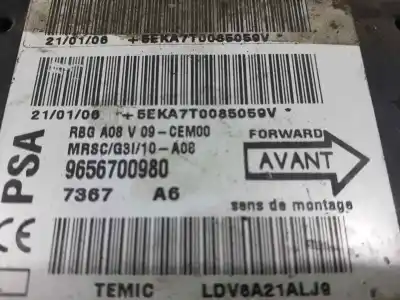 21/01/06 +5EKA7T0085059V*
21/01/06 +5EKA7T0085059V*
RBG A08 V 09-CEM00
MRSC/G3I/10-A08
9656700980
7367 A6
PSA
FORWARD
AVANT
sens de montage
CE
TEMIC LDV8A21ALJ9